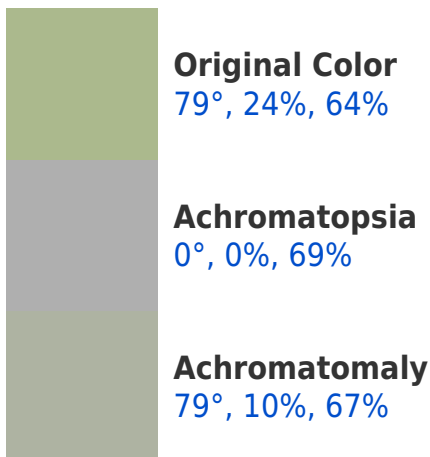 Original Color
79°, 24%, 64%
Achromatopsia
0°, 0%, 69%
Achromatomaly
79°, 10%, 67%